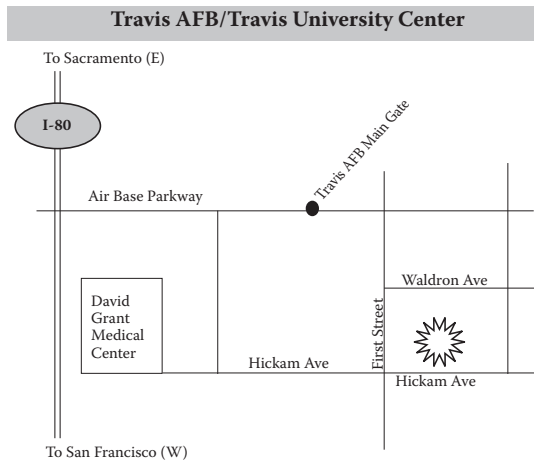 Travis AFB/Travis University Center
To Sacramento (E)
I-80
Travis AFB Main Gate
Air Base Parkway
Waldron Ave
David
Grant
Medical
Center
First Street
Hickam Ave
Hickam Ave
To San Francisco (W)